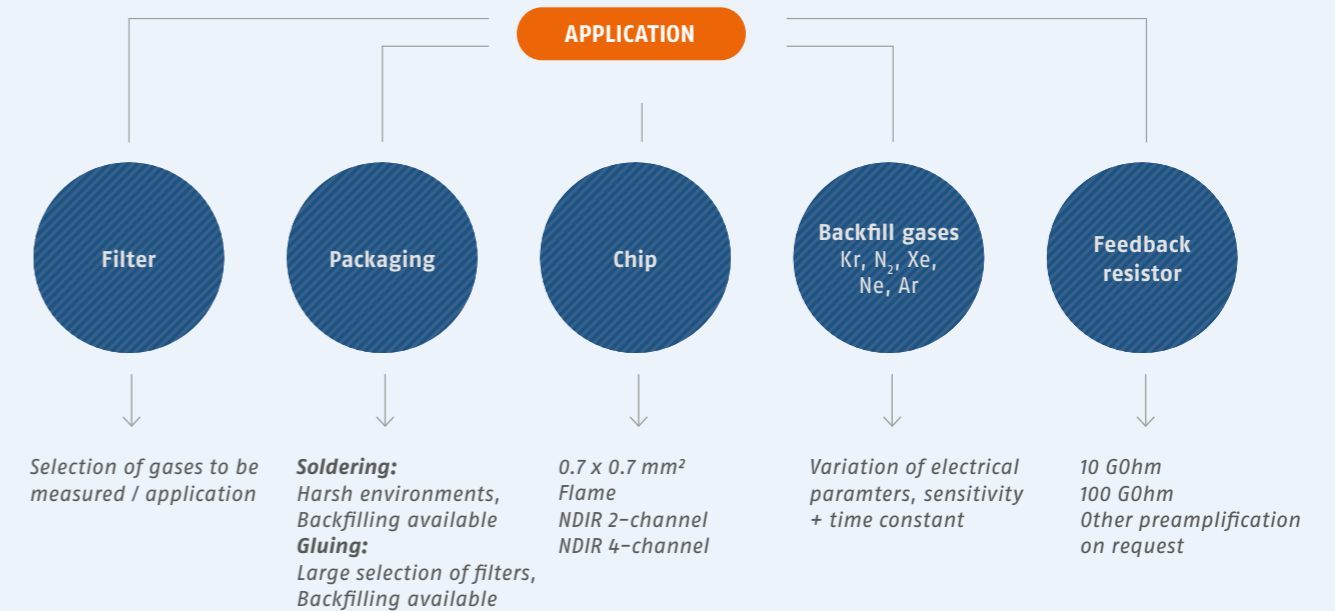 APPLICATION
Filter
Packaging
Chip
Backfill gases
Kr, N₂, Xe,
Ne, Ar
Feedback
resistor
Selection of gases to be
measured / application
Soldering:
Harsh environments,
Backfilling available
Gluing:
Large selection of filters,
Backfilling available
0.7 x 0.7 mm²
Flame
NDIR 2-channel
NDIR 4-channel
Variation of electrical
paramters, sensitivity
+ time constant
10 GOhm
100 GOhm
Other preamplification
on request